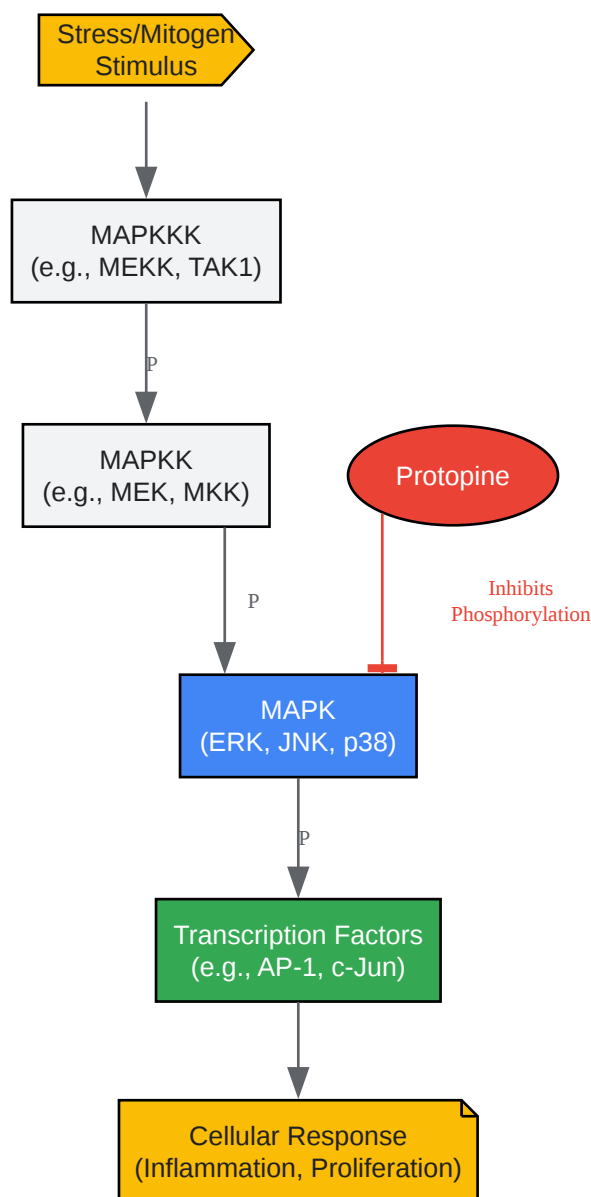 Stress/Mitogen
Stimulus
MAPKKK
(e.g., MEKK, TAK1)
P
MAPKK
(e.g., MEK, MKK)
Protopine
P
Inhibits
Phosphorylation
MAPK
(ERK, JNK, p38)
P
Transcription Factors
(e.g., AP-1, c-Jun)
Cellular Response
(Inflammation, Proliferation)